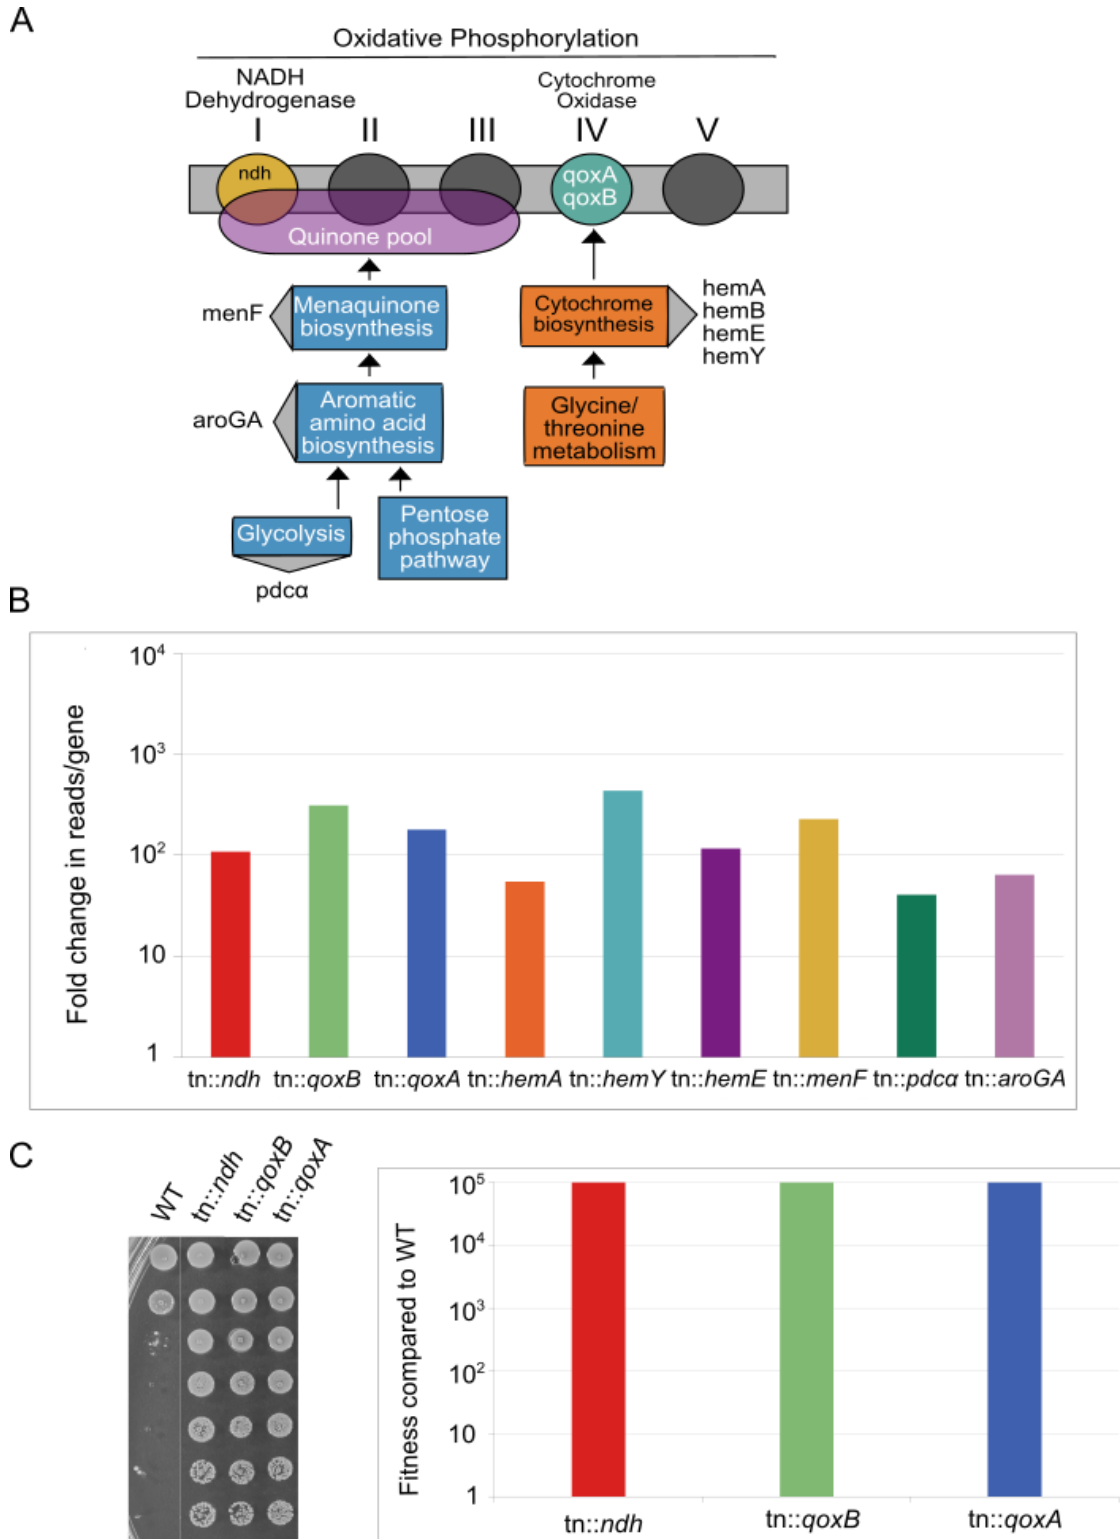 A
Oxidative Phosphorylation
NADH
Dehydrogenase
Cytochrome
Oxidase
I II III IV V
ndh
qoxA
qoxB
Quinone pool
menF
Menaquinone
biosynthesis
Cytochrome
biosynthesis
hemA
hemB
hemE
hemY
aroGA
Aromatic
amino acid
biosynthesis
Glycine/
threonine
metabolism
Glycolysis
Pentose
phosphate
pathway
pdcα
B
Fold change in reads/gene
10⁴
10³
10²
10
1
tn::ndh tn::qoxB tn::qoxA tn::hemA tn::hemY tn::hemE tn::menF tn::pdcα tn::aroGA
C
WT
tn::ndh
tn::qoxB
tn::qoxA
Fitness compared to WT
10⁵
10⁴
10³
10²
10
1
tn::ndh tn::qoxB tn::qoxA